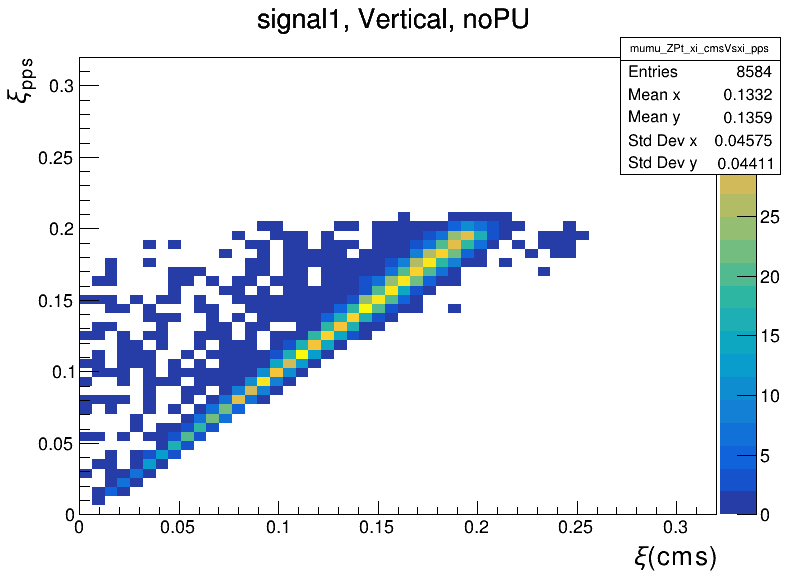 signal1, Vertical, noPU
mumu_ZPt_xi_cmsVsxi_pps
Entries 8584
Mean x 0.1332
Mean y 0.1359
Std Dev x 0.04575
Std Dev y 0.04411
ξpps
0.3
0.25
0.2
0.15
0.1
0.05
0
25
20
15
10
5
0
0 0.05 0.1 0.15 0.2 0.25 0.3
ξ(cms)